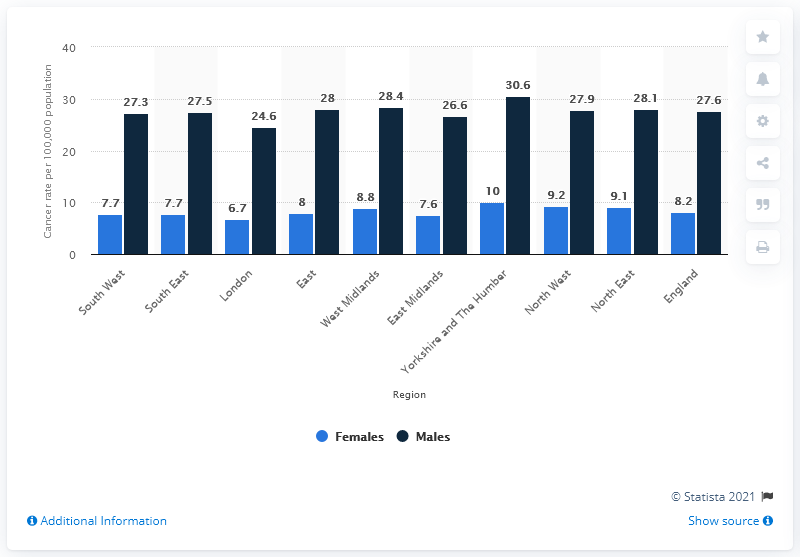 Cancer rate per 100,000 population
40
30
20
10
0
7.7 27.3
7.7 27.5
6.7 24.6
8 28
8.8 28.4
7.6 26.6
10 30.6
9.2 27.9
9.1 28.1
8.2 27.6
South West
South East
London
East
West Midlands
East Midlands
Yorkshire and The Humber
North West
North East
England
Region
Females Males
© Statista 2021
Additional Information
Show source